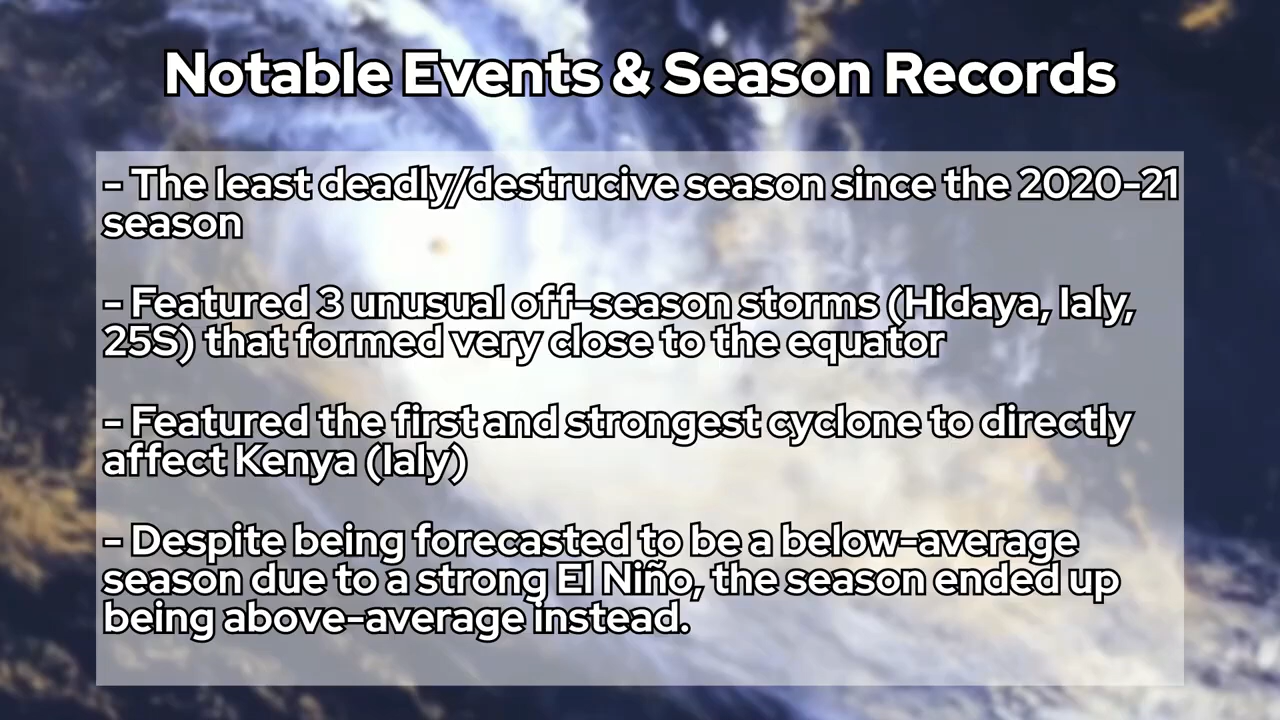 Notable Events & Season Records
- The least deadly/destrucive season since the 2020-21
season
- Featured 3 unusual off-season storms (Hidaya, Ialy,
25S) that formed very close to the equator
- Featured the first and strongest cyclone to directly
affect Kenya (Ialy)
- Despite being forecasted to be a below-average
season due to a strong El Niño, the season ended up
being above-average instead.